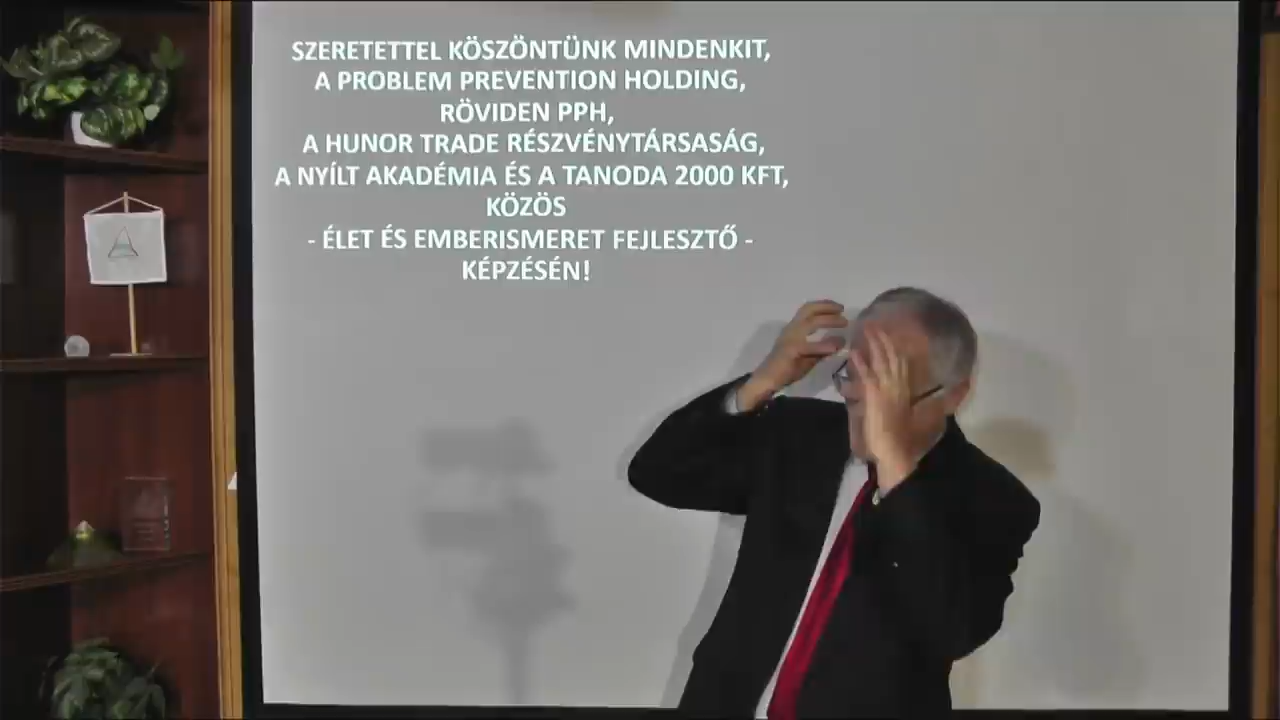 SZERETETTEL KÖSZÖNTÜNK MINDENKIT,
A PROBLEM PREVENTION HOLDING,
RÖVIDEN PPH,
A HUNOR TRADE RÉSZVÉNYTÁRSASÁG,
A NYÍLT AKADÉMIA ÉS A TANODA 2000 KFT,
KÖZÖS
- ÉLET ÉS EMBERISMERET FEJLESZTŐ -
KÉPZÉSÉN!